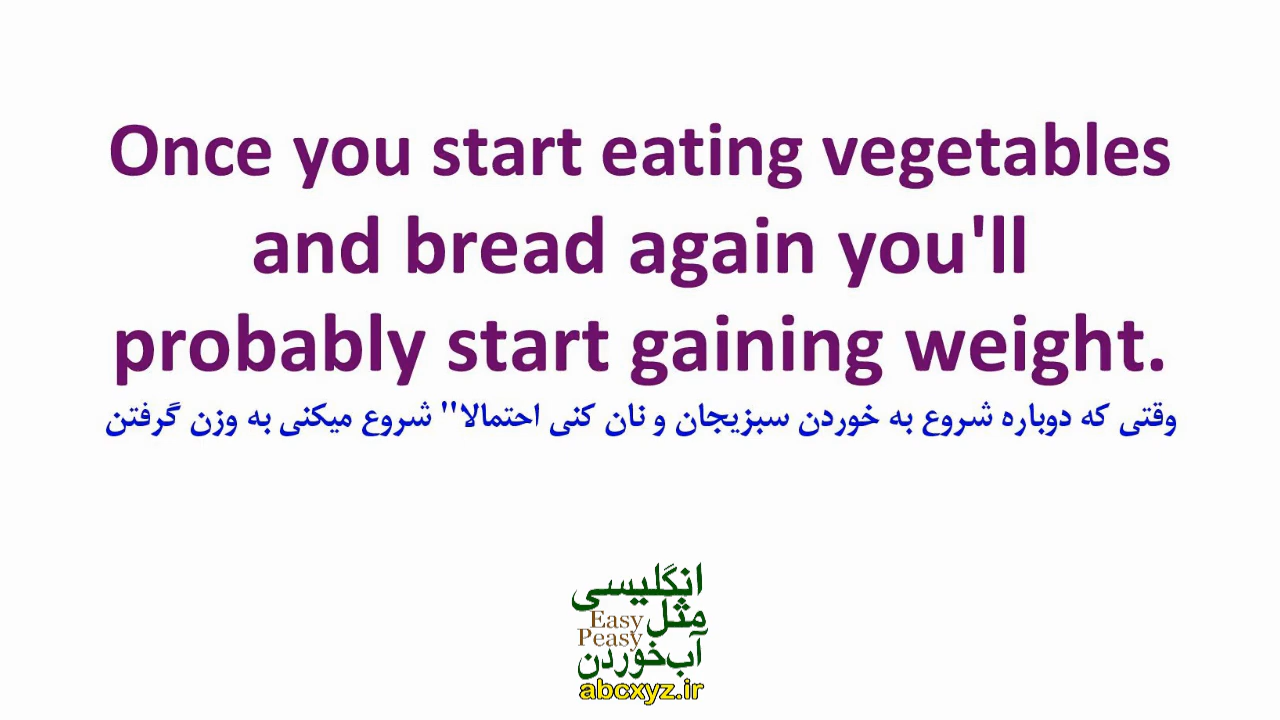 Once you start eating vegetables
and bread again you'll
probably start gaining weight.
وقتی که دوباره شروع به خوردن سبزیجان و نان کنی احتمالا" شروع میکنی به وزن گرفتن
انگلیسی
مثل
Easy
Peasy
آب خوردن
abcxyz.ir